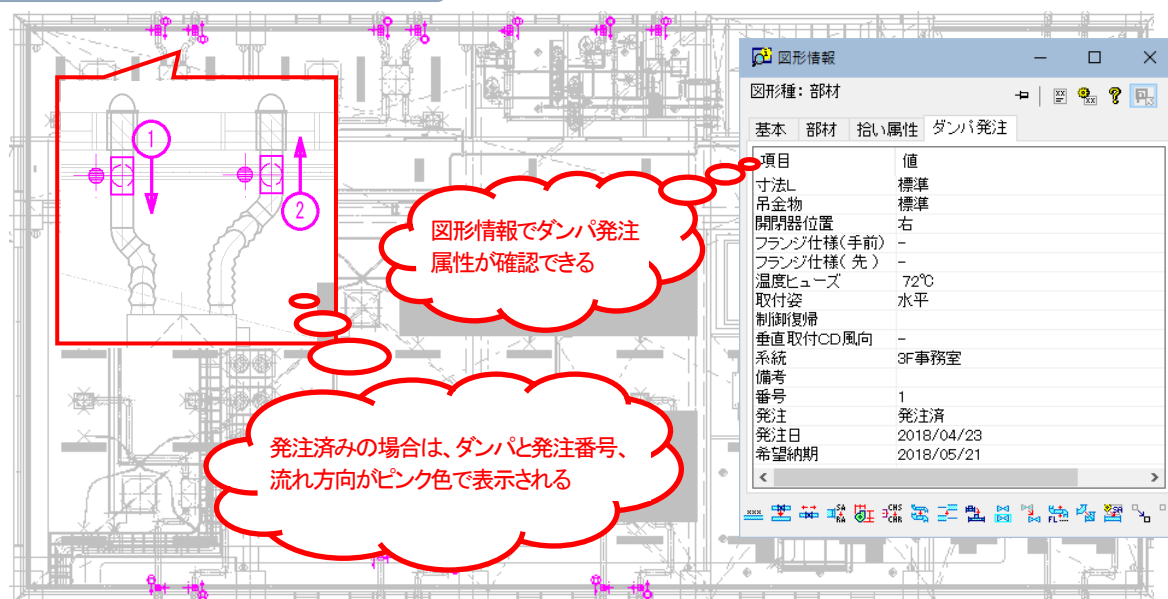 図形情報
図形種: 部材
基本 部材 拾い属性 ダンパ発注
項目 値
寸法L 標準
吊金物 標準
開閉器位置 右
フランジ仕様(手前) -
フランジ仕様( 先 ) -
温度ヒューズ 72℃
取付姿 水平
制御復帰
垂直取付CD風向 -
系統 3F事務室
備考
番号 1
発注 発注済
発注日 2018/04/23
希望納期 2018/05/21
1
2
図形情報でダンパ発注
属性が確認できる
発注済みの場合は、ダンパと発注番号、
流れ方向がピンク色で表示される